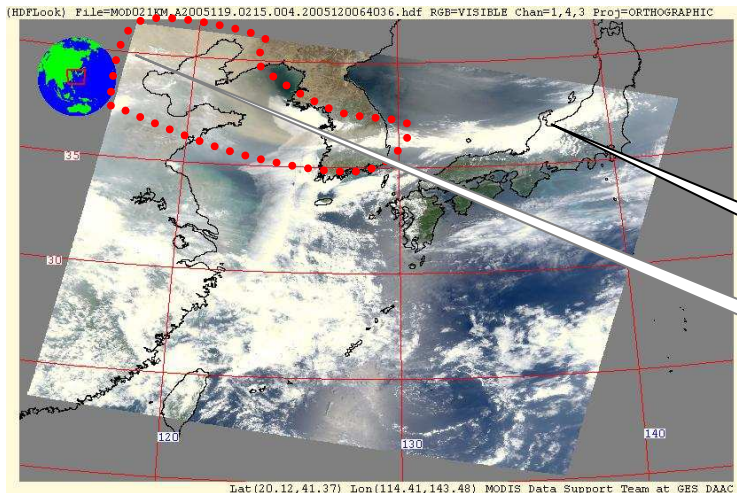 (HDFLook) File=MOD021KM.A2005119.0215.004.2005120064036.hdf RGB=VISIBLE Chan=1,4,3 Proj=ORTHOGRAPHIC
35
30
120
130
140
Lat(20.12,41.37) Lon(114.41,143.48) MODIS Data Support Team at GES DAAC